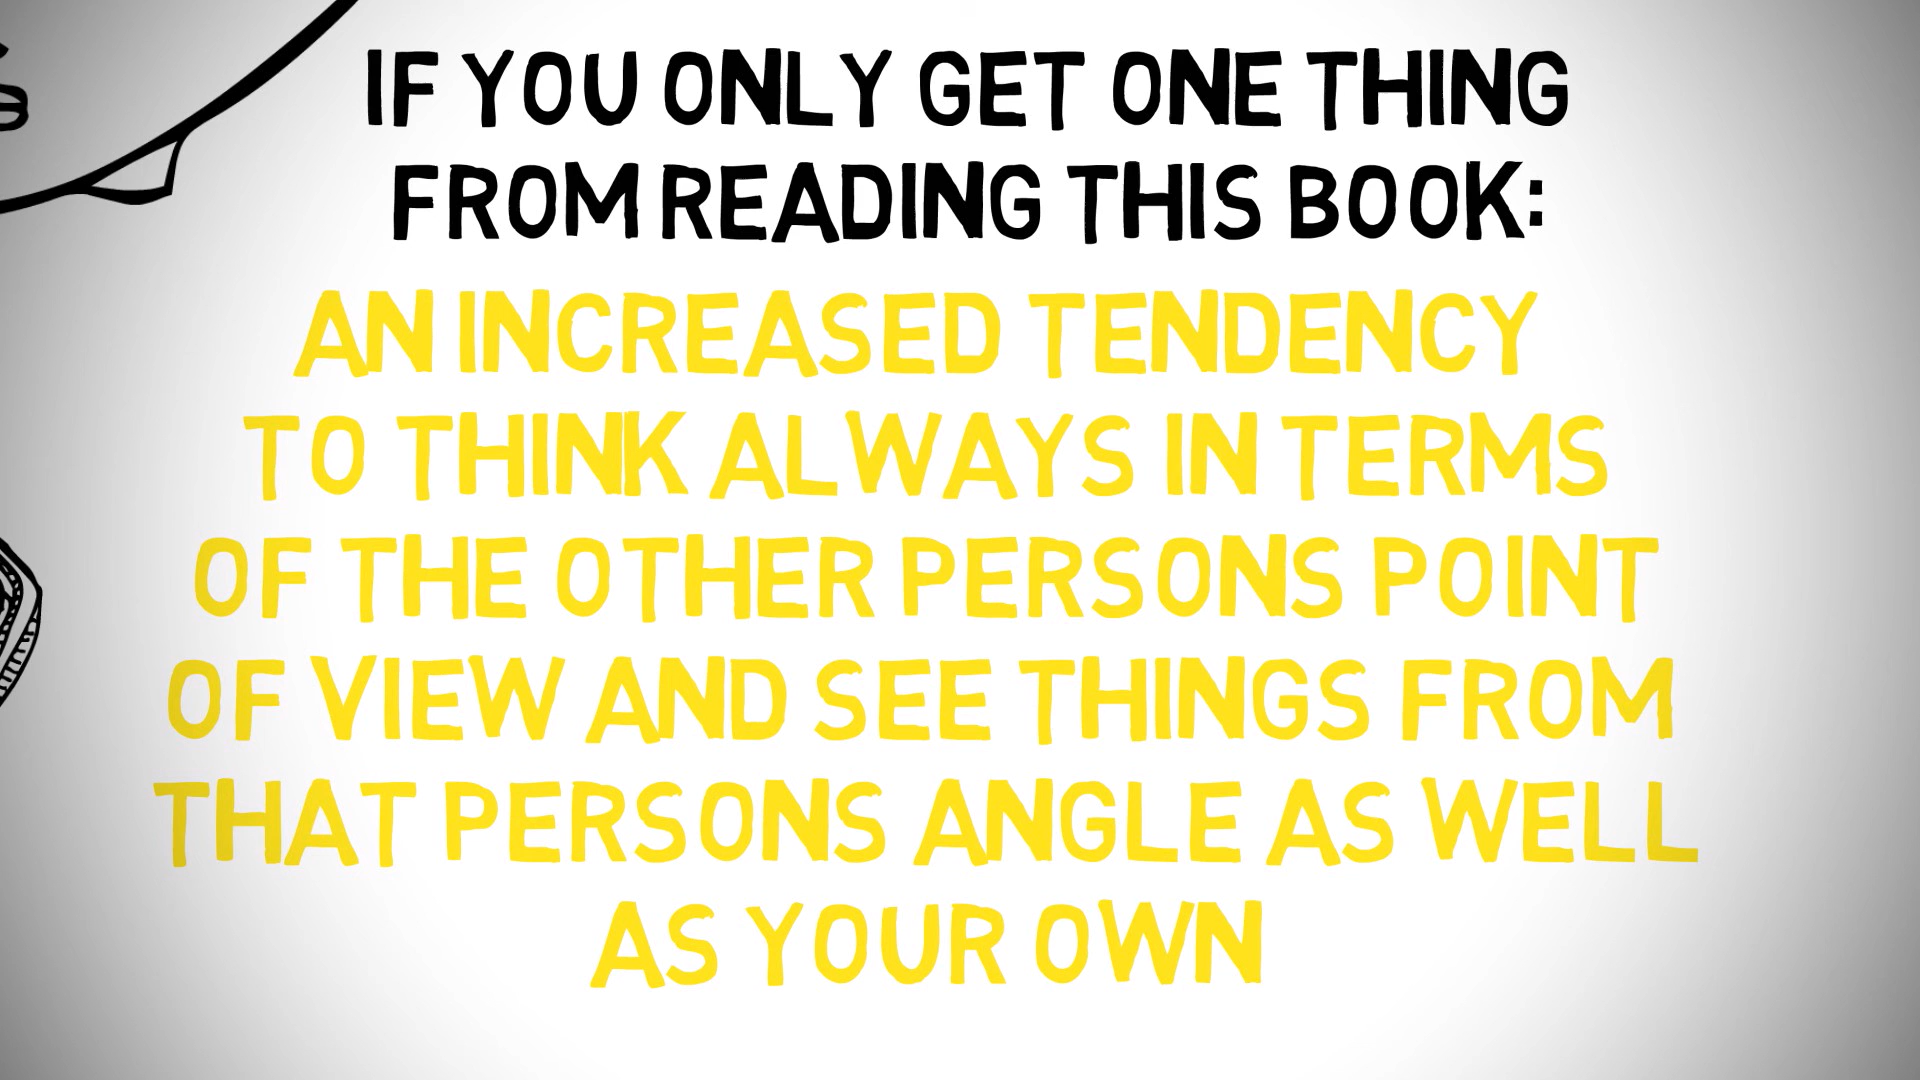 IF YOU ONLY GET ONE THING
FROM READING THIS BOOK:
AN INCREASED TENDENCY
TO THINK ALWAYS IN TERMS
OF THE OTHER PERSONS POINT
OF VIEW AND SEE THINGS FROM
THAT PERSONS ANGLE AS WELL
AS YOUR OWN